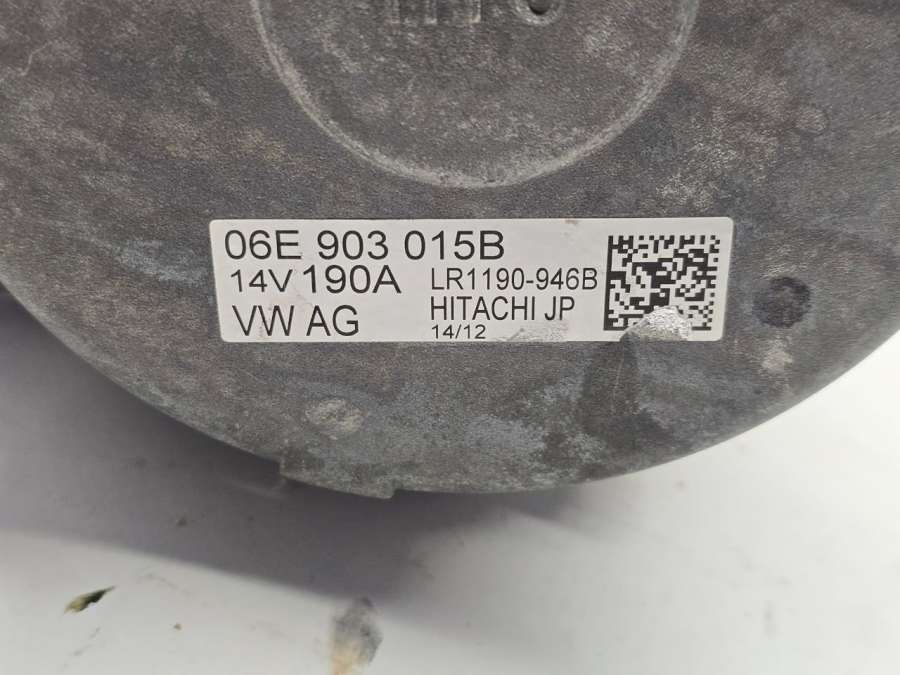 06E 903 015B
14V 190A LR1190-946B
VW AG HITACHI JP
14/12